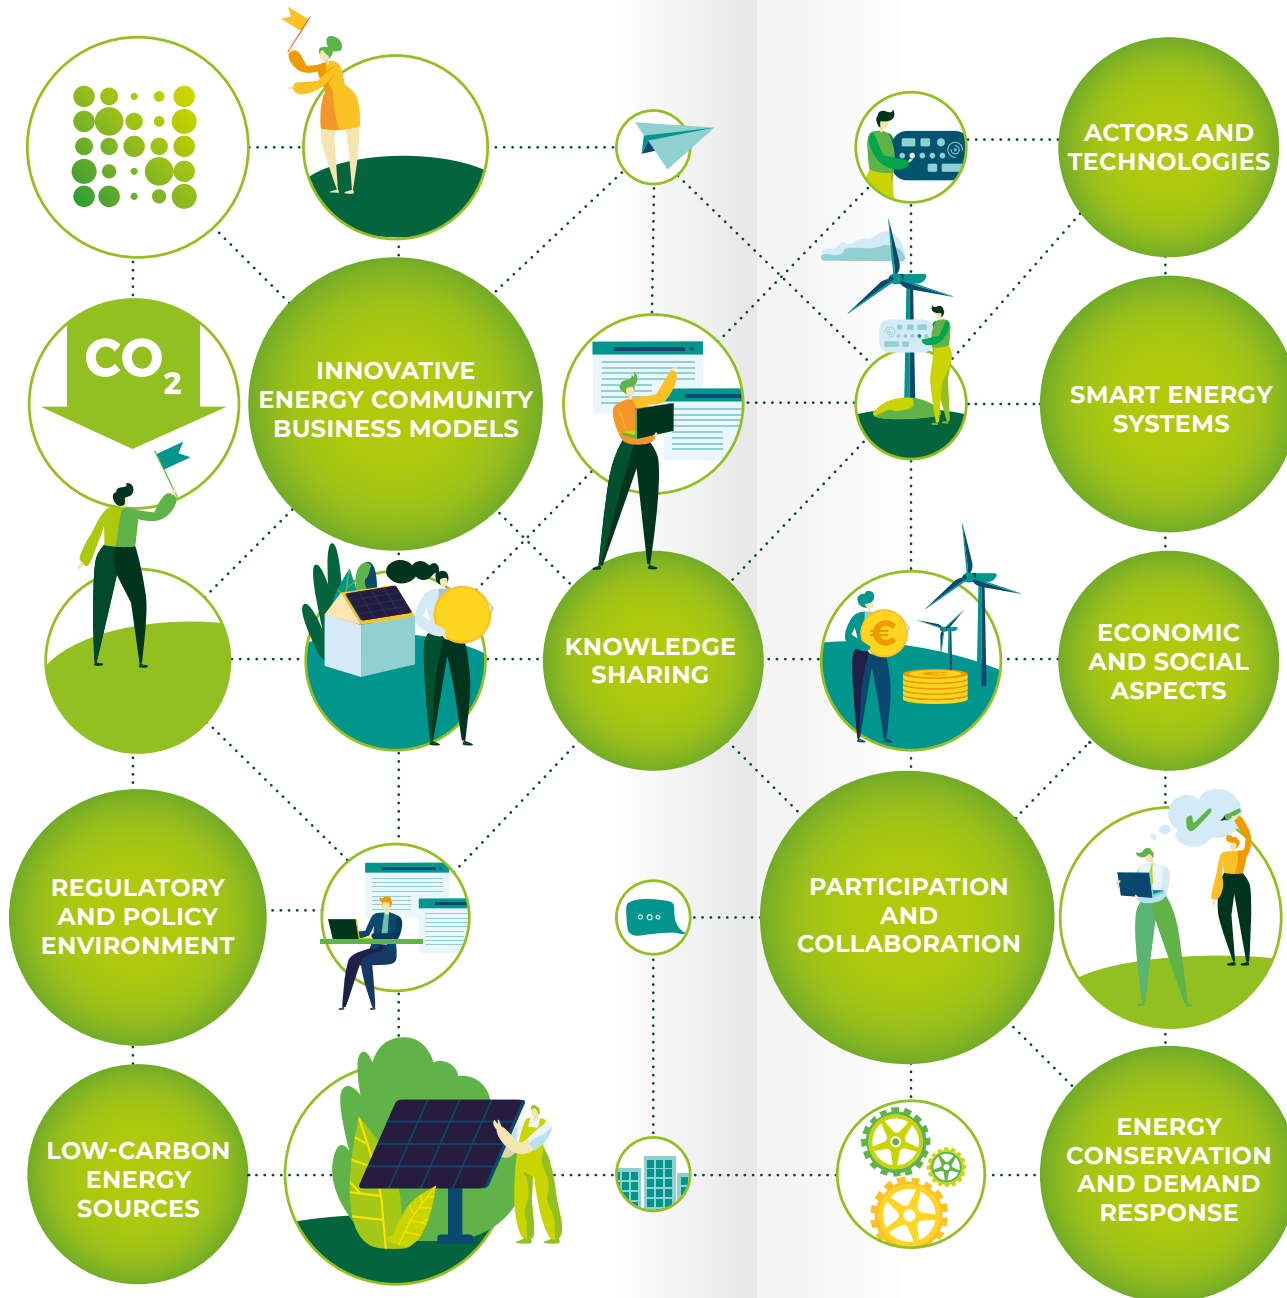 ACTORS AND
TECHNOLOGIES
CO2
INNOVATIVE
ENERGY COMMUNITY
BUSINESS MODELS
SMART ENERGY
SYSTEMS
KNOWLEDGE
SHARING
€
ECONOMIC
AND SOCIAL
ASPECTS
REGULATORY
AND POLICY
ENVIRONMENT
PARTICIPATION
AND
COLLABORATION
LOW-CARBON
ENERGY
SOURCES
ENERGY
CONSERVATION
AND DEMAND
RESPONSE